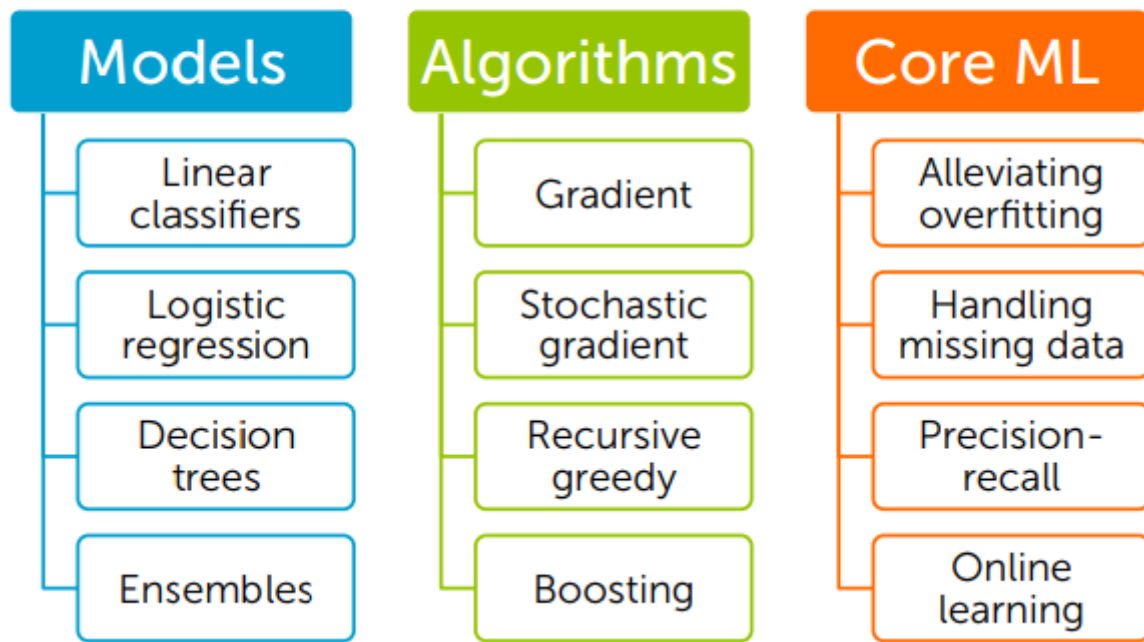 Models
Linear
classifiers
Logistic
regression
Decision
trees
Ensembles
Algorithms
Gradient
Stochastic
gradient
Recursive
greedy
Boosting
Core ML
Alleviating
overfitting
Handling
missing data
Precision-
recall
Online
learning